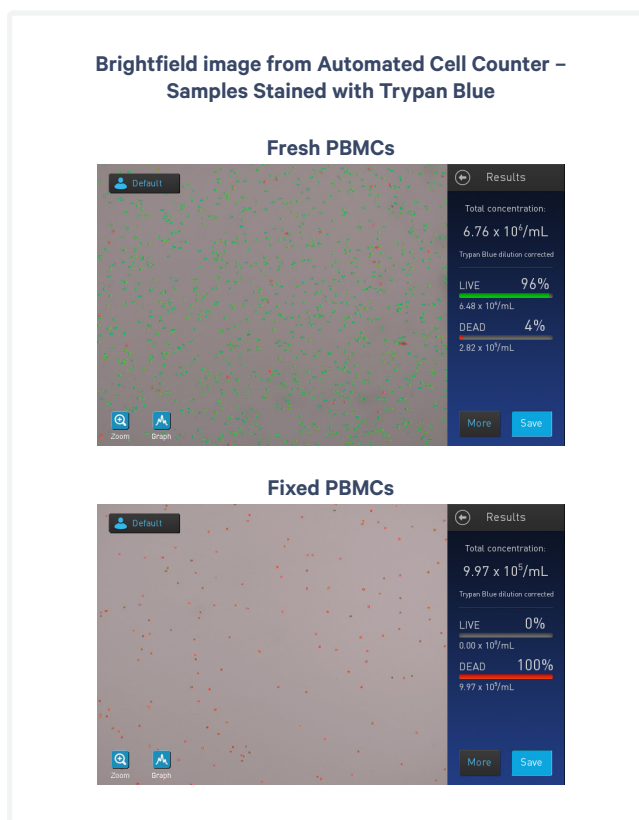 Brightfield image from Automated Cell Counter –
Samples Stained with Trypan Blue
Fresh PBMCs
Default
Zoom
Graph
Results
Total concentration:
6.76 x 10⁶/mL
Trypan Blue dilution corrected
LIVE 96%
6.48 x 10⁶/mL
DEAD 4%
2.82 x 10⁵/mL
More
Save
Fixed PBMCs
Default
Zoom
Graph
Results
Total concentration:
9.97 x 10⁵/mL
Trypan Blue dilution corrected
LIVE 0%
0.00 x 10⁰/mL
DEAD 100%
9.97 x 10⁵/mL
More
Save